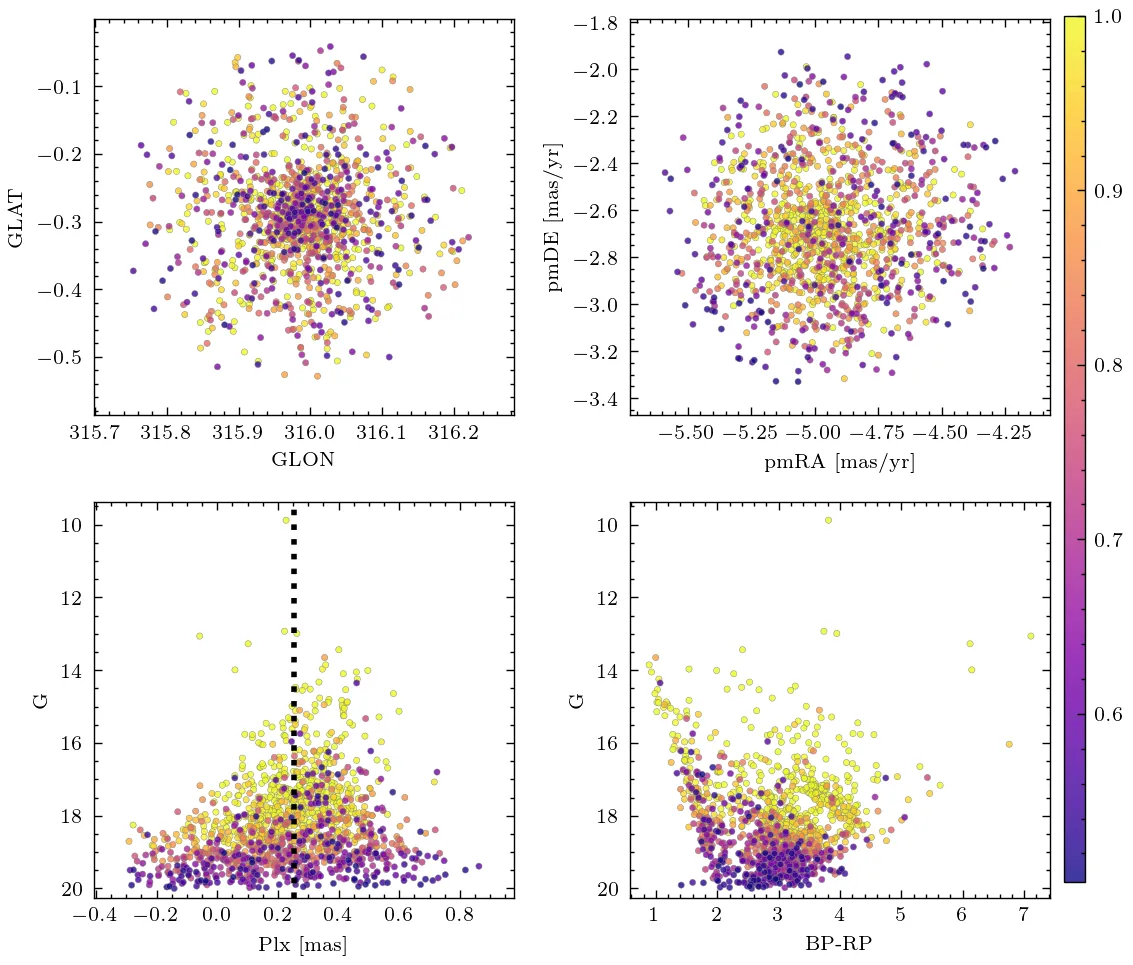 −0.1
−0.2
−0.3
−0.4
−0.5
GLAT
315.7 315.8 315.9 316.0 316.1 316.2
GLON
−1.8
−2.0
−2.2
−2.4
−2.6
−2.8
−3.0
−3.2
−3.4
pmDE [mas/yr]
−5.50 −5.25 −5.00 −4.75 −4.50 −4.25
pmRA [mas/yr]
1.0
0.9
0.8
0.7
0.6
10
12
14
16
18
20
G
−0.4 −0.2 0.0 0.2 0.4 0.6 0.8
Plx [mas]
10
12
14
16
18
20
G
1 2 3 4 5 6 7
BP-RP